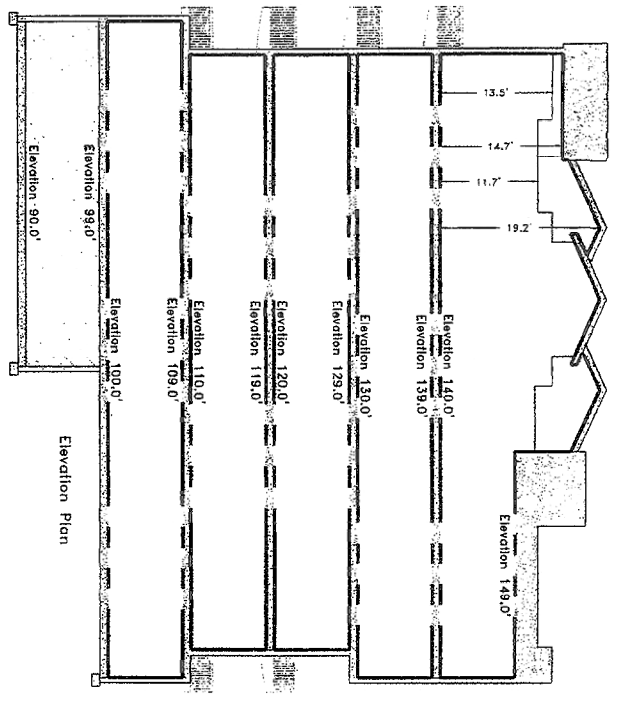 13.5'
14.7'
11.7'
19.2'
Elevation 149.0'
Elevation 140.0'
Elevation 139.0'
Elevation 130.0'
Elevation 129.0'
Elevation 120.0'
Elevation 119.0'
Elevation 110.0'
Elevation 109.0'
Elevation 100.0'
Elevation 99.0'
Elevation 90.0'
Elevation Plan